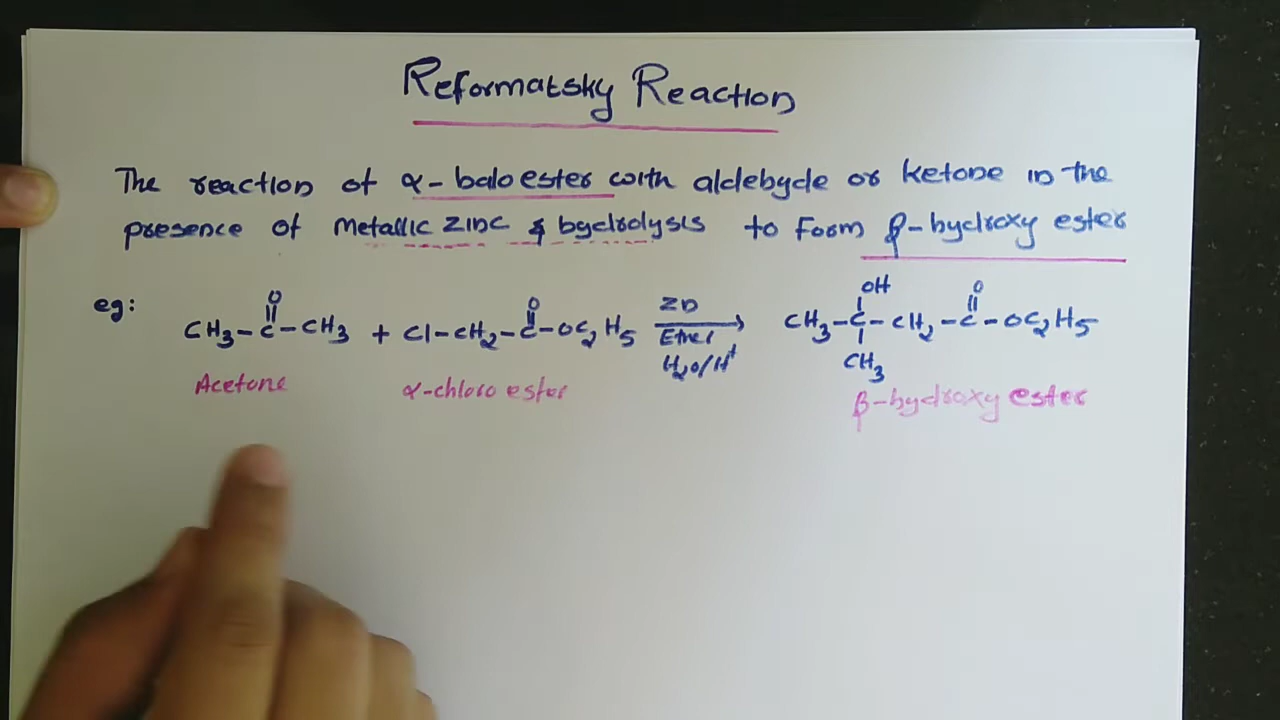 Reformatsky Reaction
The reaction of α-haloester with aldehyde or ketone in the
presence of metallic zinc & hydrolysis to form β-hydroxy ester
eg:
O O Zn OH O
CH3-C-CH3 + Cl-CH2-C-OC2H5 Ether CH3-C-CH2-C-OC2H5
H2O/H+ CH3
Acetone α-chloro ester β-hydroxy ester